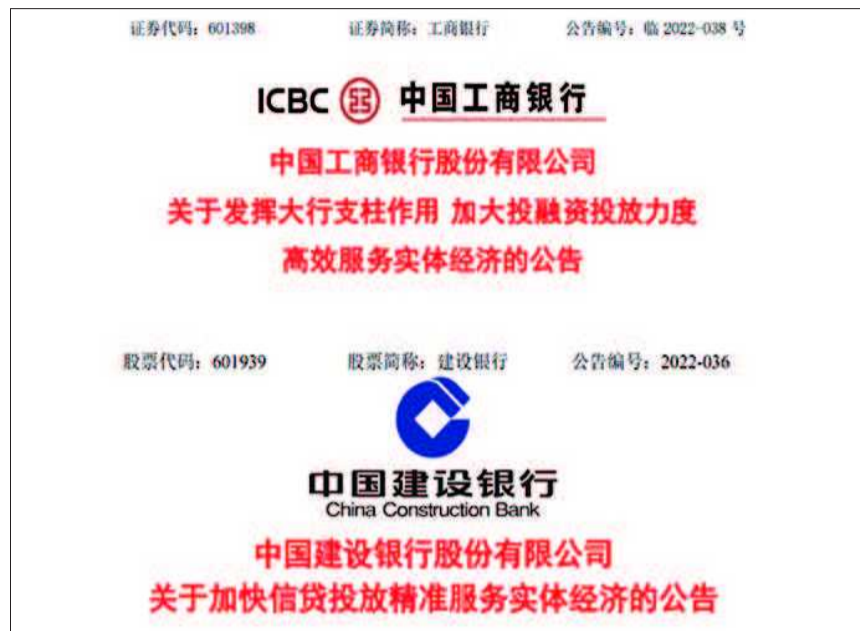 证券代码：601398 证券简称：工商银行 公告编号：临 2022-038 号
ICBC 中国工商银行
中国工商银行股份有限公司
关于发挥大行支柱作用 加大投融资投放力度
高效服务实体经济的公告
股票代码：601939 股票简称：建设银行 公告编号：2022-036
中国建设银行
China Construction Bank
中国建设银行股份有限公司
关于加快信贷投放精准服务实体经济的公告